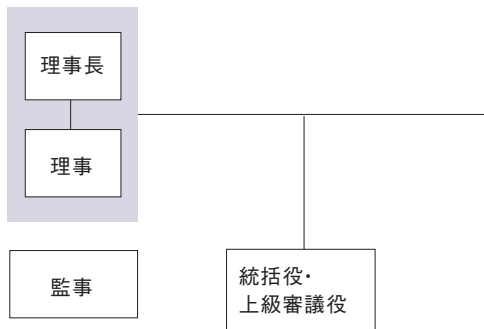 理事長
理事
監事
統括役・
上級審議役